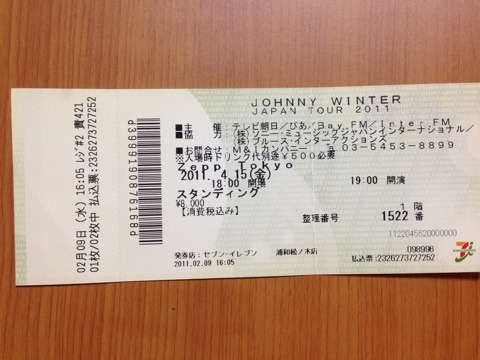 JOHNNY WINTER
JAPAN TOUR 2011
■主 催:テレビ朝日/ぴあ/Bay FM/Inter FM
■協 力:(株)ソニー・ミュージックジャパンインターナショナル/
(株)ブルース・インターアクションズ
■お問合せ:M&Iカンパニー 03-5453-8899
※入場時ドリンク代別途¥500必要
Zepp Tokyo
2011. 4.15(金)
18:00 開場 19:00 開演
スタンディング
¥8,000 1 階
【消費税込み】 整理番号 1522 番
1122045620000000
発券店:セブン-イレブン 浦和松ノ木店 098996
2011.02.09 16:05 払込票:2326273727252
02月09日(水) 16:05 レジ#2 責421
01枚/02枚中 払込票:2326273727252